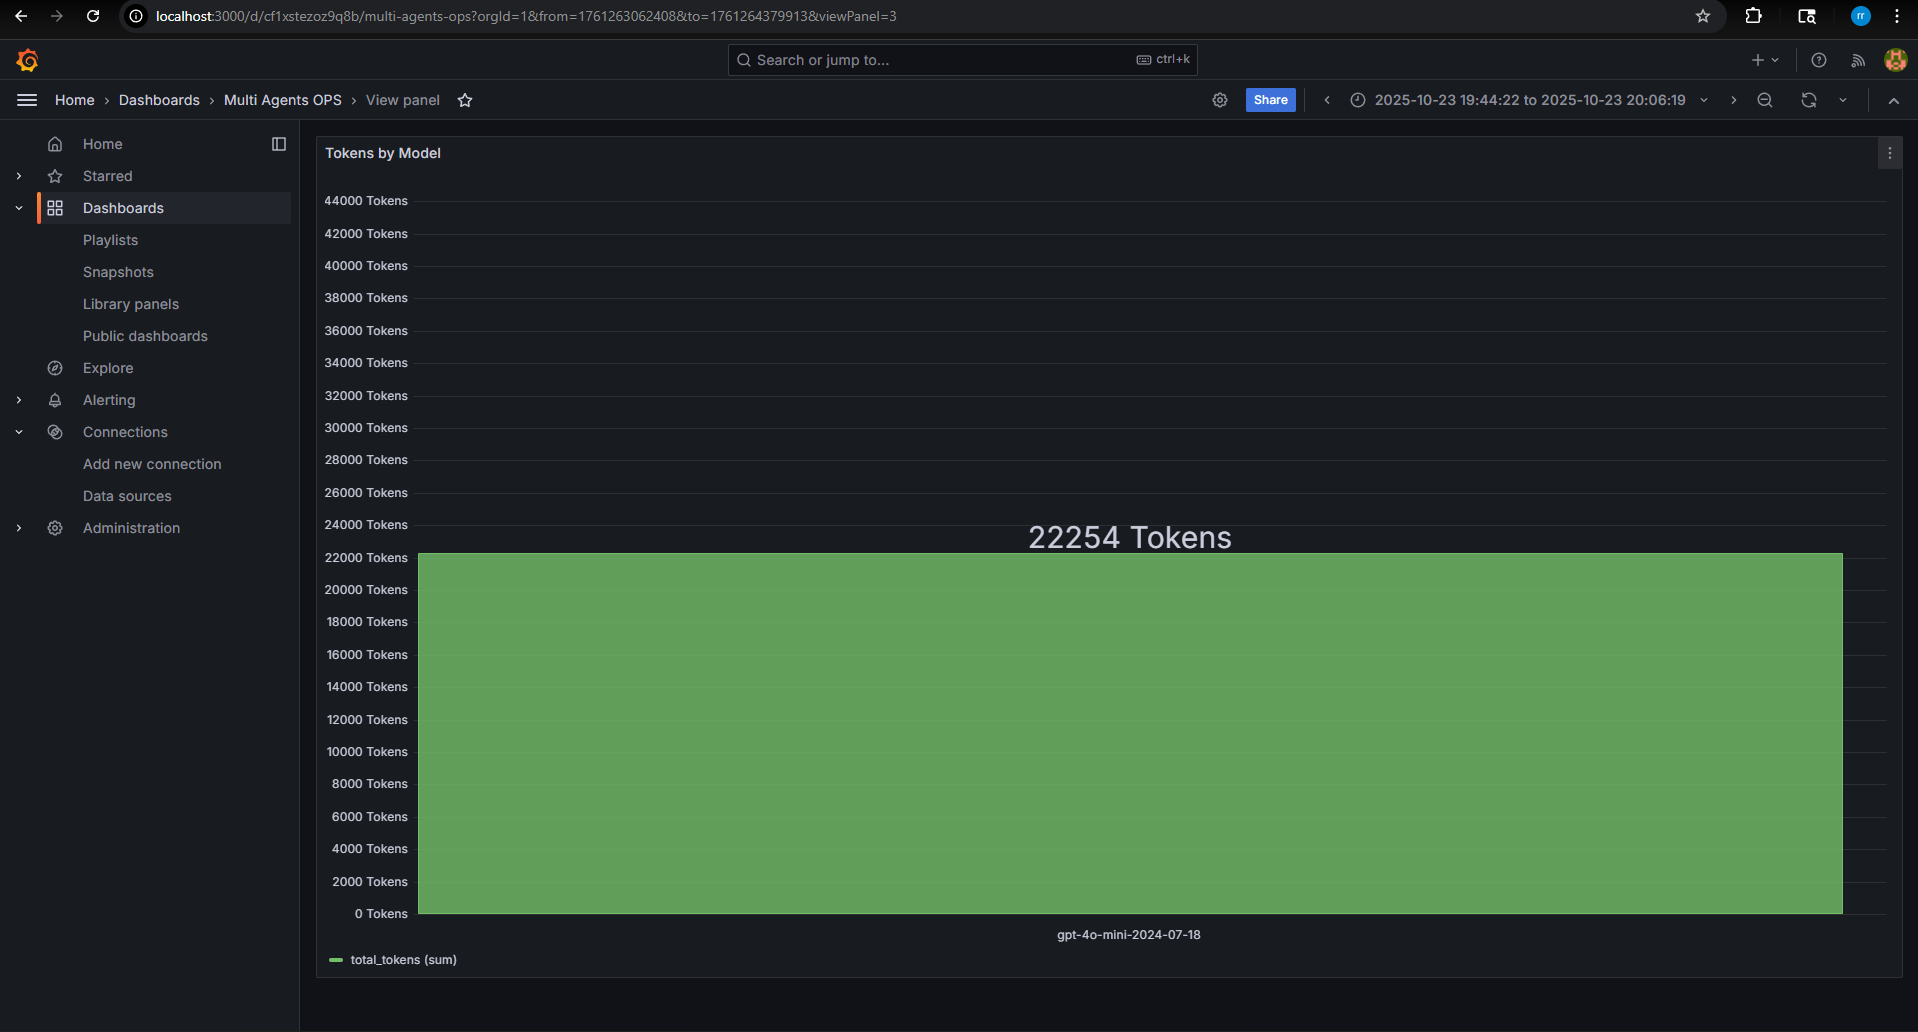 localhost:3000/d/cf1xstezoz9q8b/multi-agents-ops?orgId=1&from=1761263062408&to=1761264379913&viewPanel=3
rr
Search or jump to...
ctrl+k
Home
Dashboards
Multi Agents OPS
View panel
Share
2025-10-23 19:44:22 to 2025-10-23 20:06:19
Home
Starred
Dashboards
Playlists
Snapshots
Library panels
Public dashboards
Explore
Alerting
Connections
Add new connection
Data sources
Administration
Tokens by Model
44000 Tokens
42000 Tokens
40000 Tokens
38000 Tokens
36000 Tokens
34000 Tokens
32000 Tokens
30000 Tokens
28000 Tokens
26000 Tokens
24000 Tokens
22254 Tokens
22000 Tokens
20000 Tokens
18000 Tokens
16000 Tokens
14000 Tokens
12000 Tokens
10000 Tokens
8000 Tokens
6000 Tokens
4000 Tokens
2000 Tokens
0 Tokens
gpt-4o-mini-2024-07-18
total_tokens (sum)